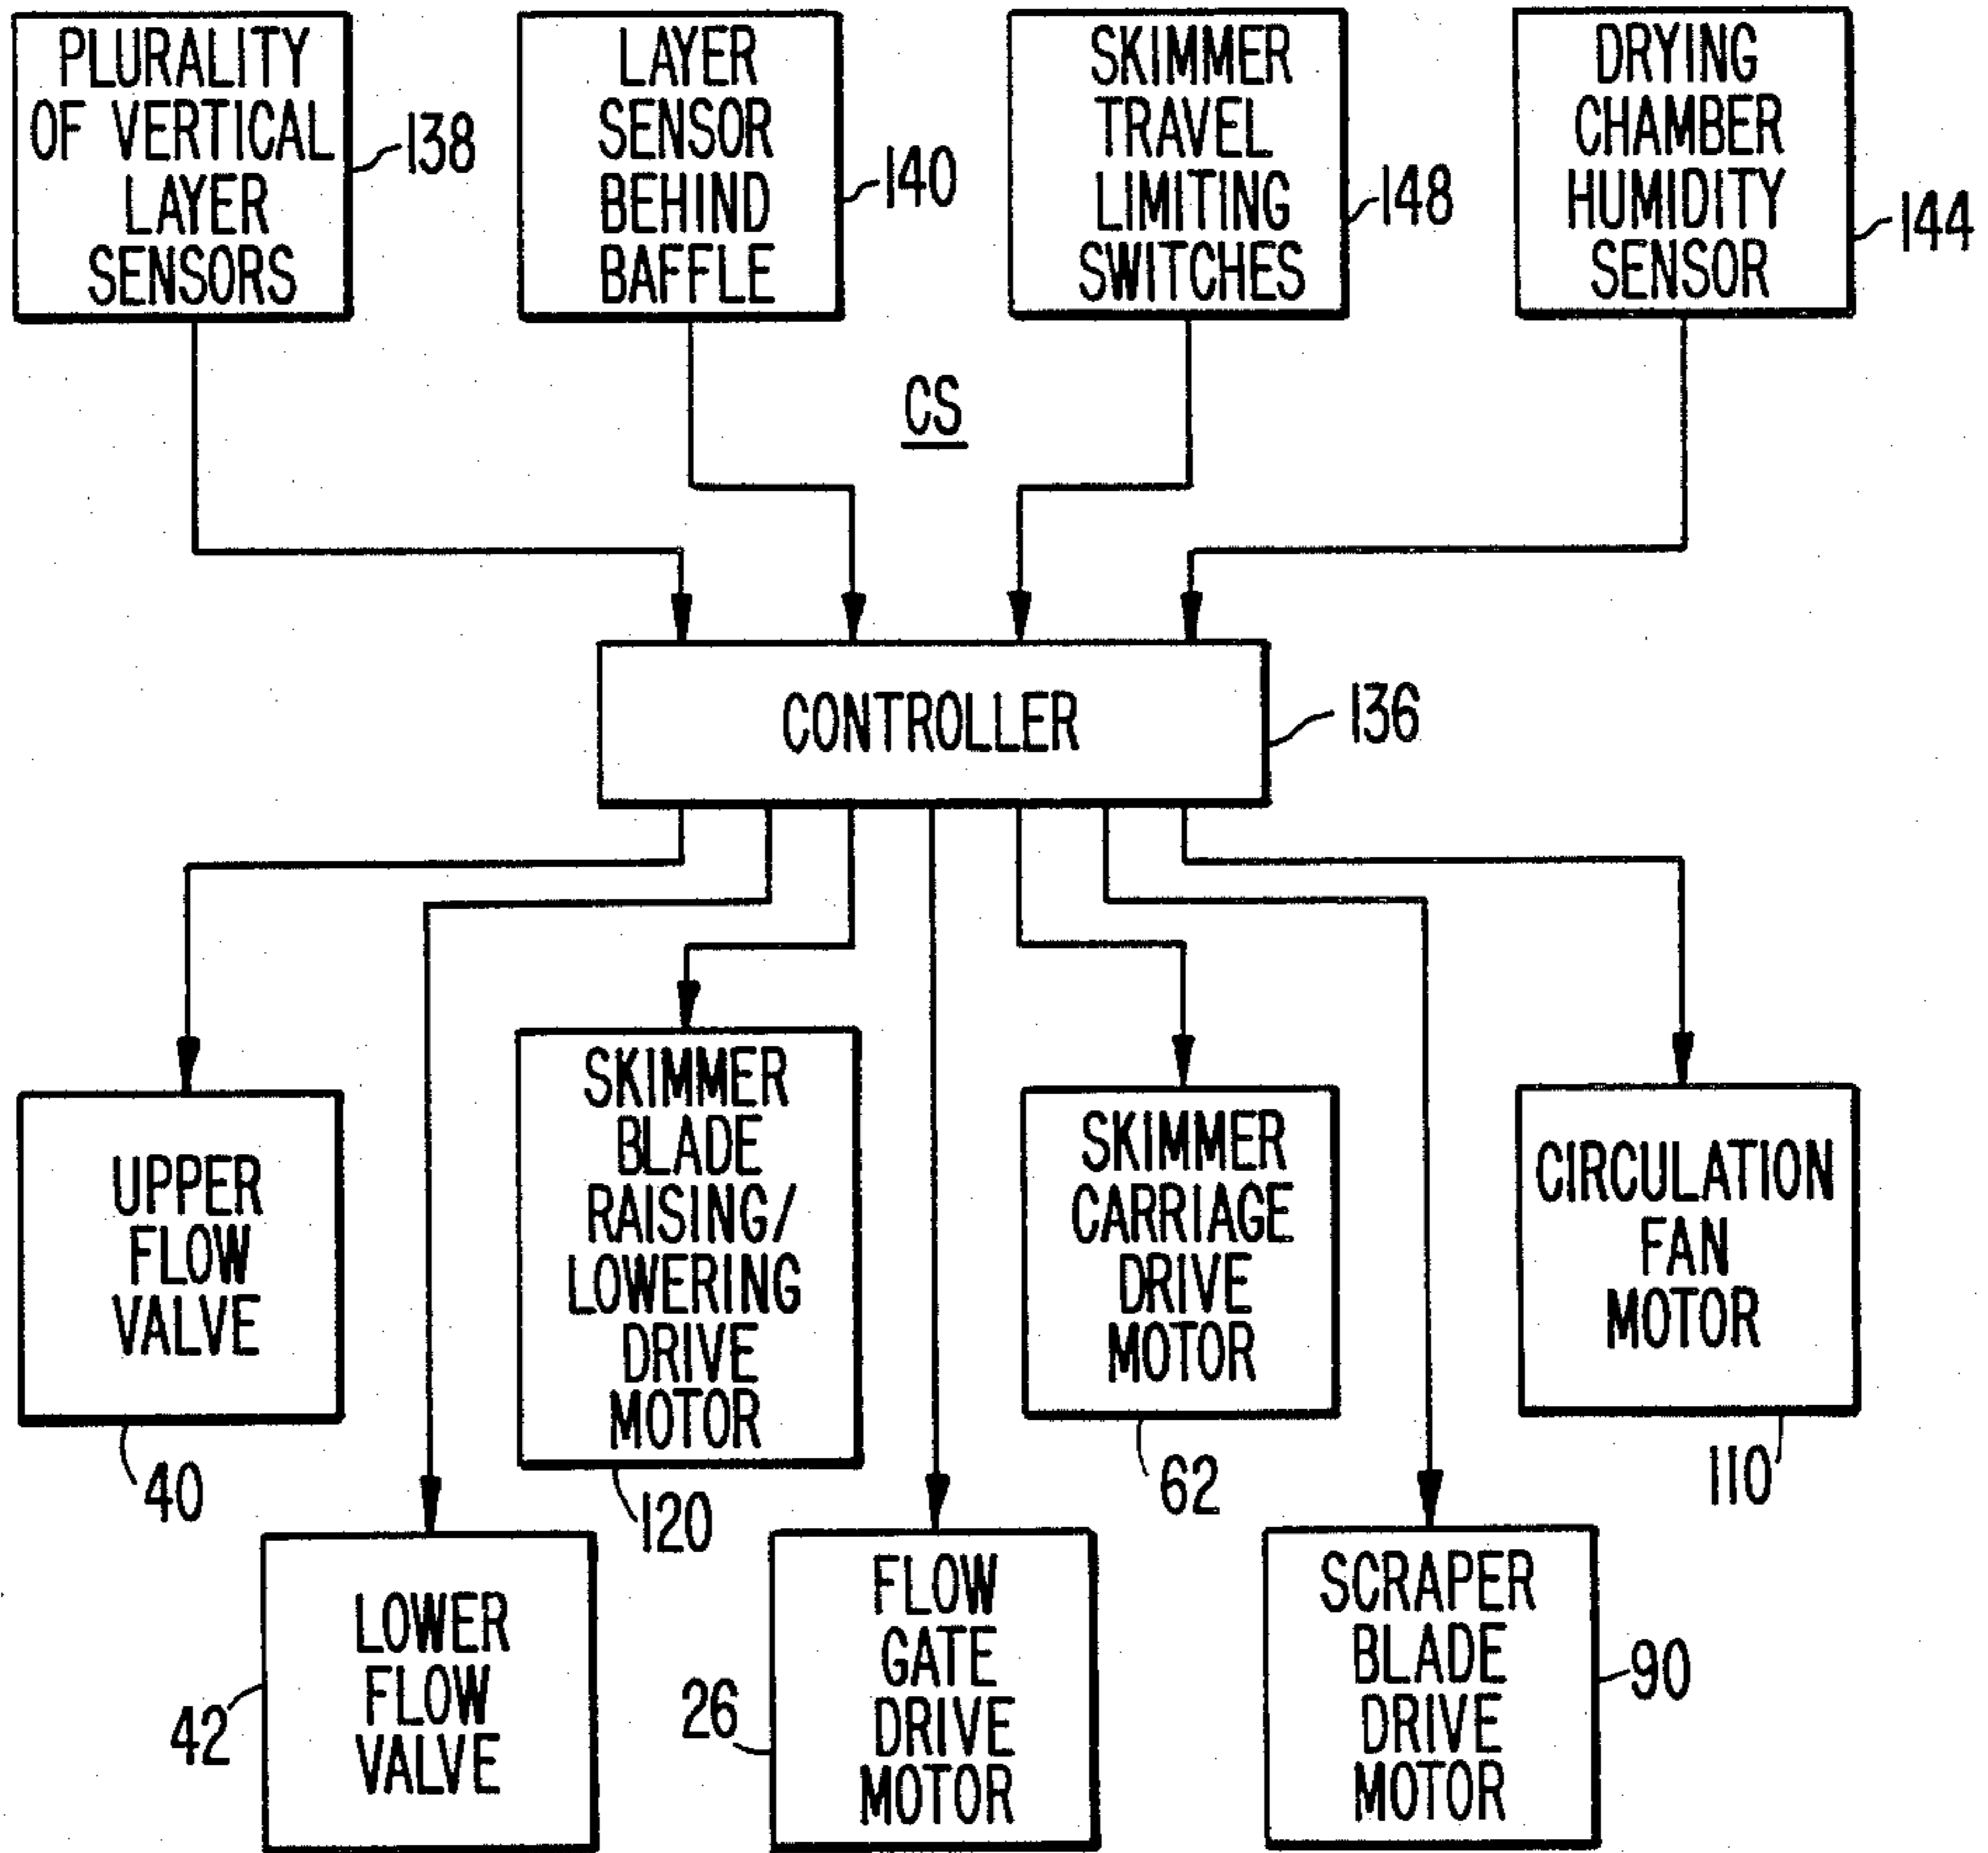 PLURALITY
OF VERTICAL
LAYER
SENSORS
138
LAYER
SENSOR
BEHIND
BAFFLE
140
SKIMMER
TRAVEL
LIMITING
SWITCHES
148
DRYING
CHAMBER
HUMIDITY
SENSOR
144
CS
CONTROLLER
136
UPPER
FLOW
VALVE
40
SKIMMER
BLADE
RAISING/
LOWERING
DRIVE
MOTOR
120
SKIMMER
CARRIAGE
DRIVE
MOTOR
62
CIRCULATION
FAN
MOTOR
110
LOWER
FLOW
VALVE
42
FLOW
GATE
DRIVE
MOTOR
26
SCRAPER
BLADE
DRIVE
MOTOR
90